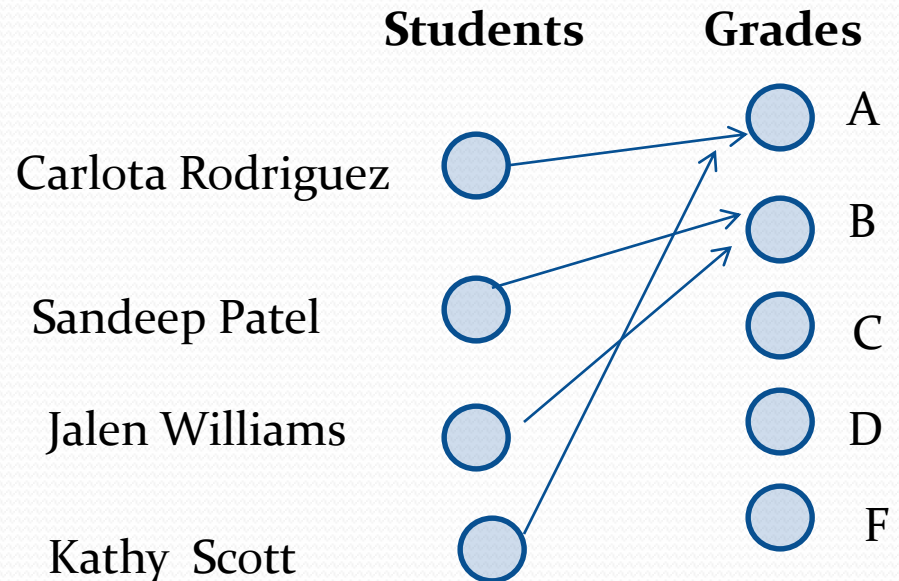 Students Grades
A
Carlota Rodriguez
B
Sandeep Patel
C
Jalen Williams
D
F
Kathy Scott